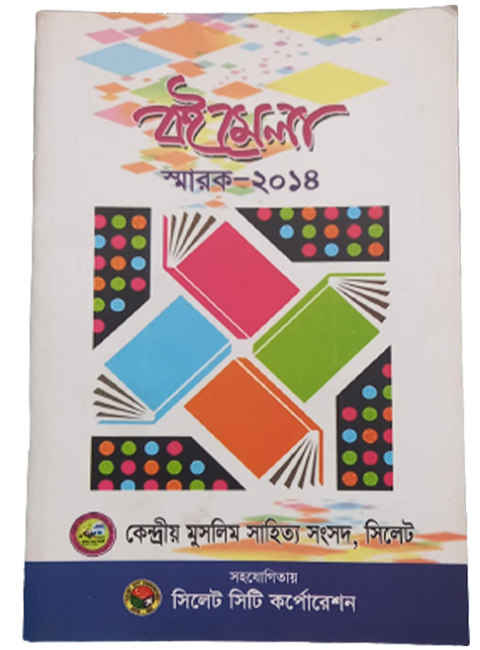 বইমেলা
স্মারক-২০১৪
কেন্দ্রীয় মুসলিম সাহিত্য সংসদ, সিলেট
সহযোগিতায়
সিলেট সিটি কর্পোরেশন